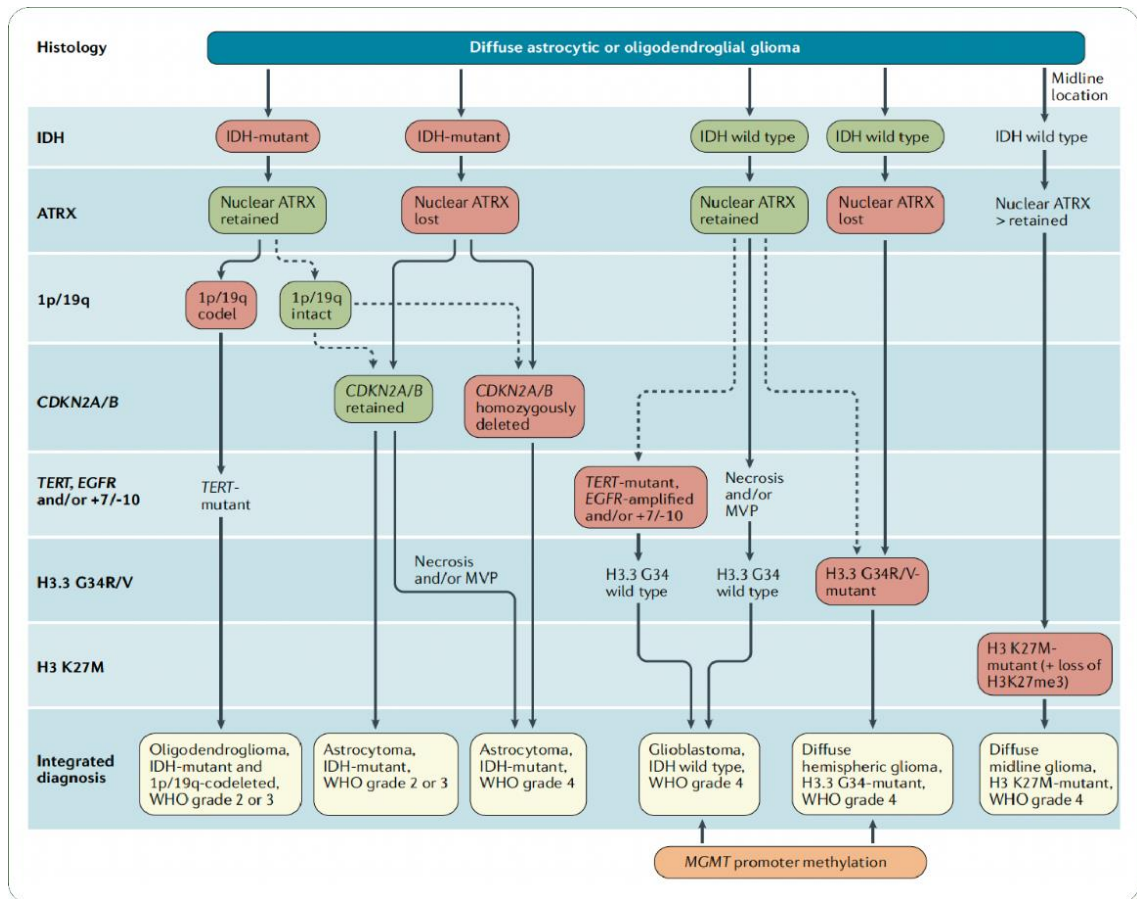 Histology
Diffuse astrocytic or oligodendroglial glioma
Midline
location
IDH
IDH-mutant
IDH-mutant
IDH wild type
IDH wild type
IDH wild type
ATRX
Nuclear ATRX
retained
Nuclear ATRX
lost
Nuclear ATRX
retained
Nuclear ATRX
lost
Nuclear ATRX
> retained
1p/19q
1p/19q
codel
1p/19q
intact
CDKN2A/B
CDKN2A/B
retained
CDKN2A/B
homozygously
deleted
TERT, EGFR
and/or +7/-10
TERT-
mutant
TERT-mutant,
EGFR-amplified
and/or +7/-10
Necrosis
and/or
MVP
H3.3 G34R/V
Necrosis
and/or MVP
H3.3 G34
wild type
H3.3 G34
wild type
H3.3 G34R/V-
mutant
H3 K27M
H3 K27M-
mutant (+ loss of
H3K27me3)
Integrated
diagnosis
Oligodendroglioma,
IDH-mutant and
1p/19q-codeleted,
WHO grade 2 or 3
Astrocytoma,
IDH-mutant,
WHO grade 2 or 3
Astrocytoma,
IDH-mutant,
WHO grade 4
Glioblastoma,
IDH wild type,
WHO grade 4
Diffuse
hemispheric glioma,
H3.3 G34-mutant,
WHO grade 4
Diffuse
midline glioma,
H3 K27M-mutant,
WHO grade 4
MGMT promoter methylation